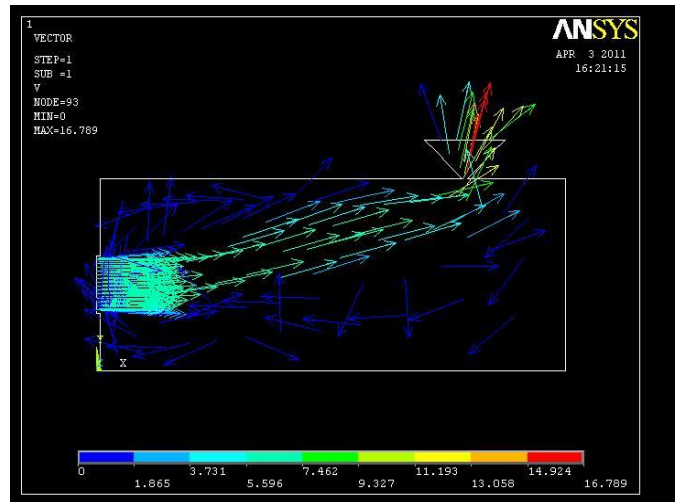 1
VECTOR
STEP=1
SUB =1
V
NODE=93
MIN=0
MAX=16.789
ANSYS
APR 3 2011
16:21:15
X
0 3.731 7.462 11.193 14.924
1.865 5.596 9.327 13.058 16.789